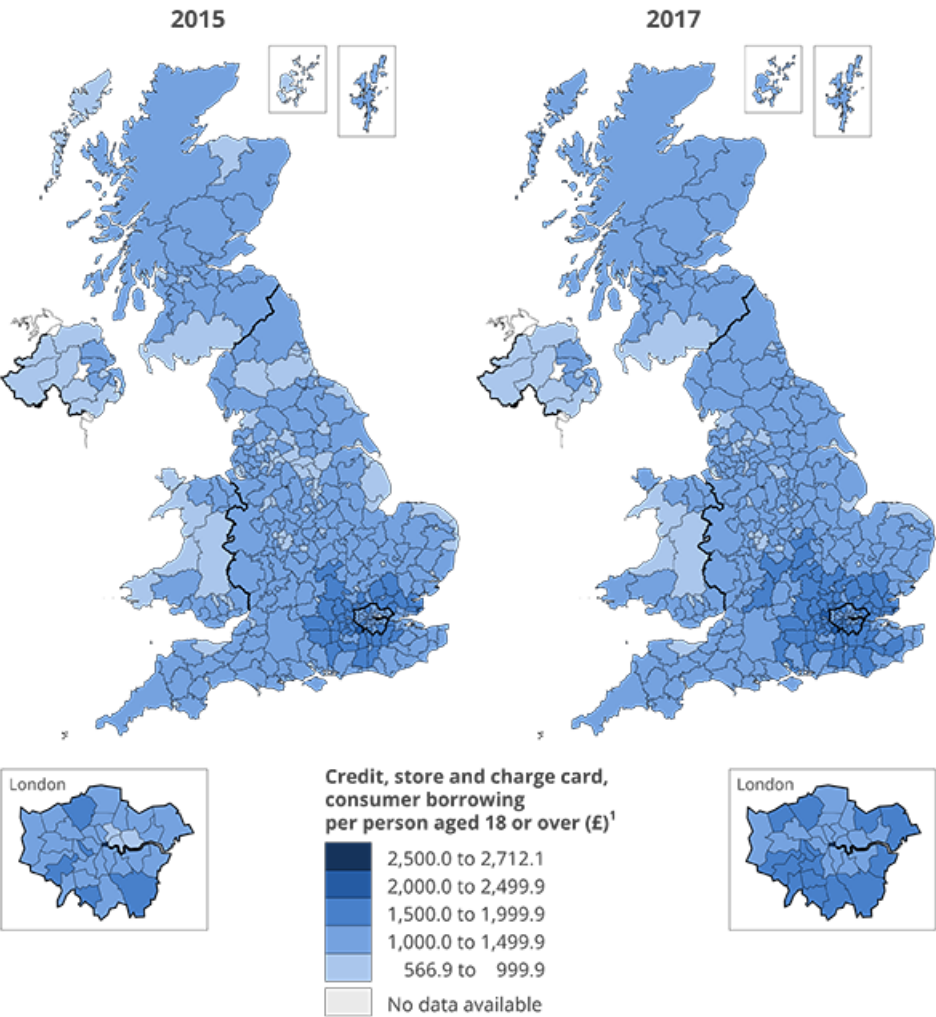 2015
2017
London
London
Credit, store and charge card,
consumer borrowing
per person aged 18 or over (£)¹
2,500.0 to 2,712.1
2,000.0 to 2,499.9
1,500.0 to 1,999.9
1,000.0 to 1,499.9
566.9 to 999.9
No data available